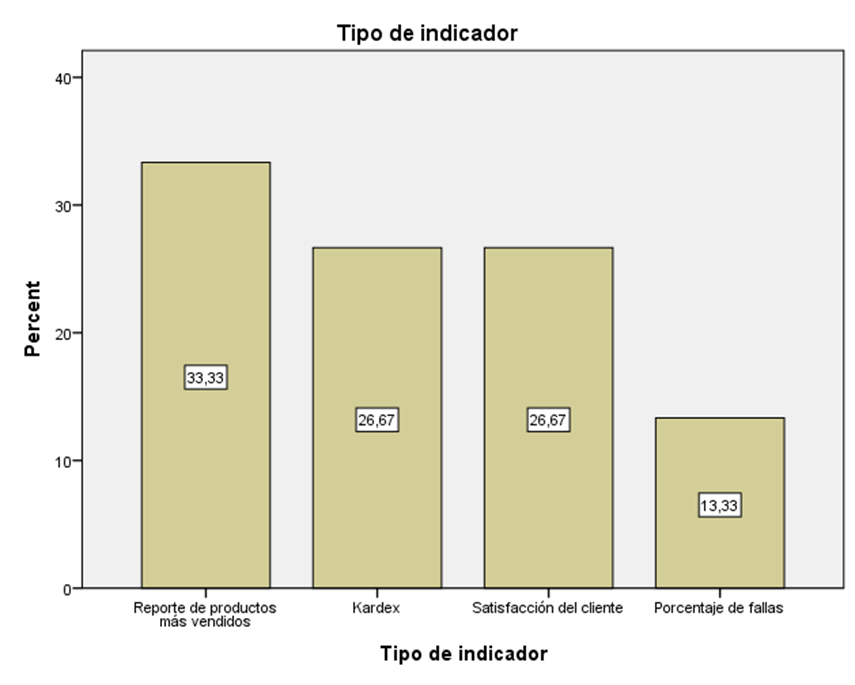 Tipo de indicador
Percent
40
30
20
10
0
33,33
26,67
26,67
13,33
Reporte de productos
más vendidos
Kardex
Satisfacción del cliente
Porcentaje de fallas
Tipo de indicador